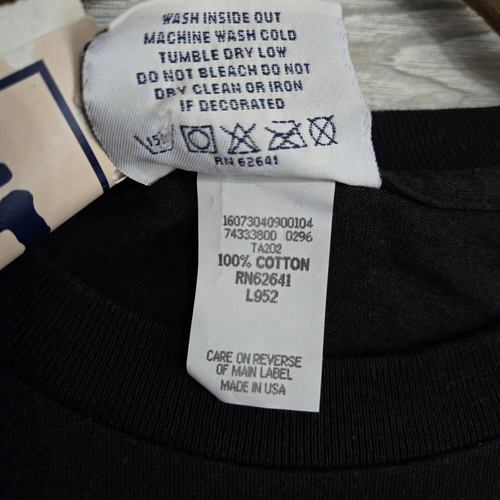 WASH INSIDE OUT
MACHINE WASH COLD
TUMBLE DRY LOW
DO NOT BLEACH DO NOT
DRY CLEAN OR IRON
IF DECORATED
RN 62641
16073040900104
74333800 0296
TA202
100% COTTON
RN62641
L952
CARE ON REVERSE
OF MAIN LABEL
MADE IN USA